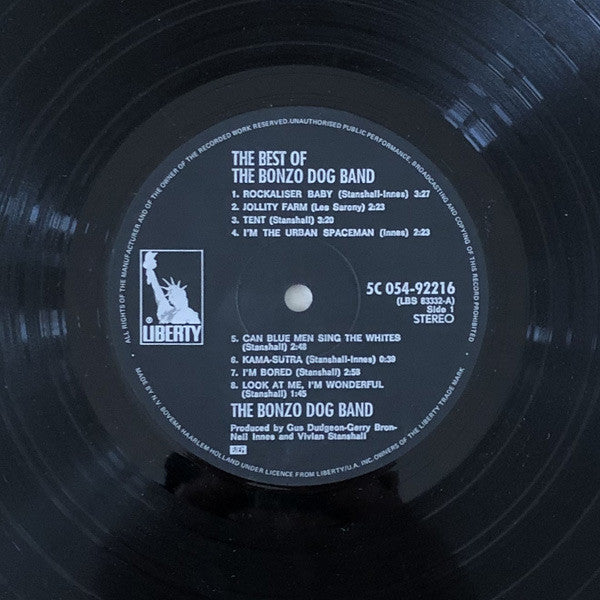 ALL RIGHTS OF THE MANUFACTURER AND OF THE OWNER OF THE RECORDED WORK RESERVED. UNAUTHORISED PUBLIC PERFORMANCE, BROADCASTING AND COPYING OF THIS RECORD PROHIBITED
THE BEST OF
THE BONZO DOG BAND
1. ROCKALISER BABY (Stanshall-Innes) 3:27
2. JOLLITY FARM (Les Sarony) 2:23
3. TENT (Stanshall) 3:20
4. I'M THE URBAN SPACEMAN (Innes) 2:23
® LIBERTY
5C 054-92216
(LBS 83332-A)
Side 1
STEREO
5. CAN BLUE MEN SING THE WHITES
(Stanshall) 2:48
6. KAMA-SUTRA (Stanshall-Innes) 0:39
7. I'M BORED (Stanshall) 2:58
8. LOOK AT ME, I'M WONDERFUL
(Stanshall) 1:45
THE BONZO DOG BAND
Produced by Gus Dudgeon-Gerry Bron-
Neil Innes and Vivian Stanshall
MADE BY N.V. BOVEMA HAARLEM HOLLAND UNDER LICENCE FROM LIBERTY/U.A. INC. OWNERS OF THE LIBERTY TRADE MARK